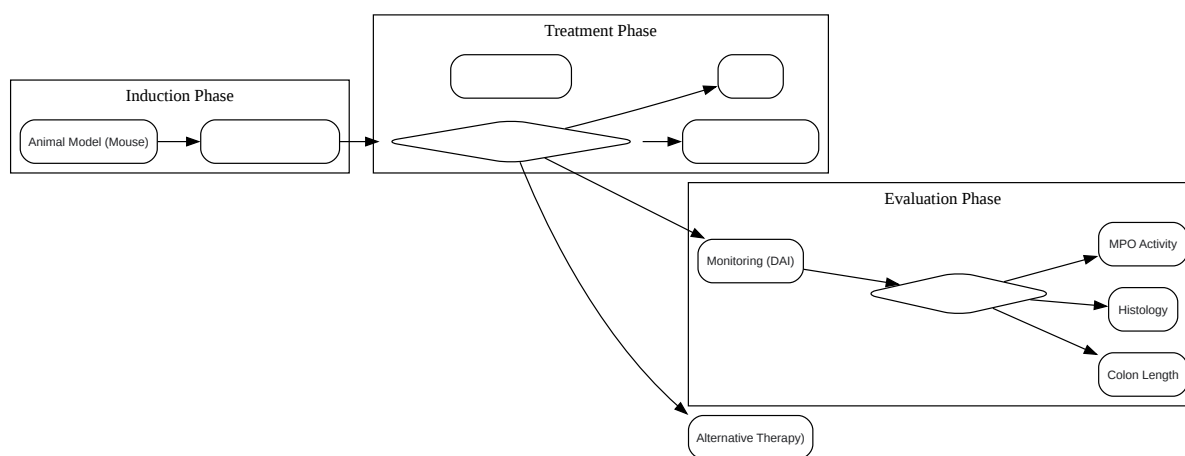 Treatment Phase
Induction Phase
Animal Model (Mouse)
Evaluation Phase
Monitoring (DAI)
MPO Activity
Histology
Colon Length
Alternative Therapy)